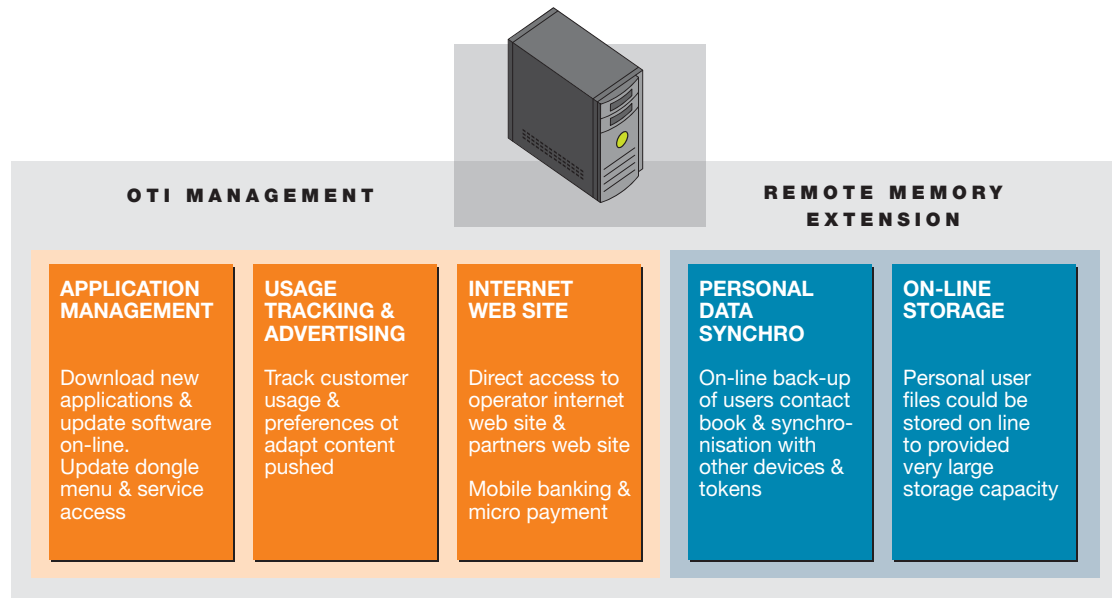 OTI MANAGEMENT
REMOTE MEMORY
EXTENSION
APPLICATION
MANAGEMENT
Download new
applications &
update software
on-line.
Update dongle
menu & service
access
USAGE
TRACKING &
ADVERTISING
Track customer
usage &
preferences ot
adapt content
pushed
INTERNET
WEB SITE
Direct access to
operator internet
web site &
partners web site
Mobile banking &
micro payment
PERSONAL
DATA
SYNCHRO
On-line back-up
of users contact
book & synchro-
nisation with
other devices &
tokens
ON-LINE
STORAGE
Personal user
files could be
stored on line
to provided
very large
storage capacity